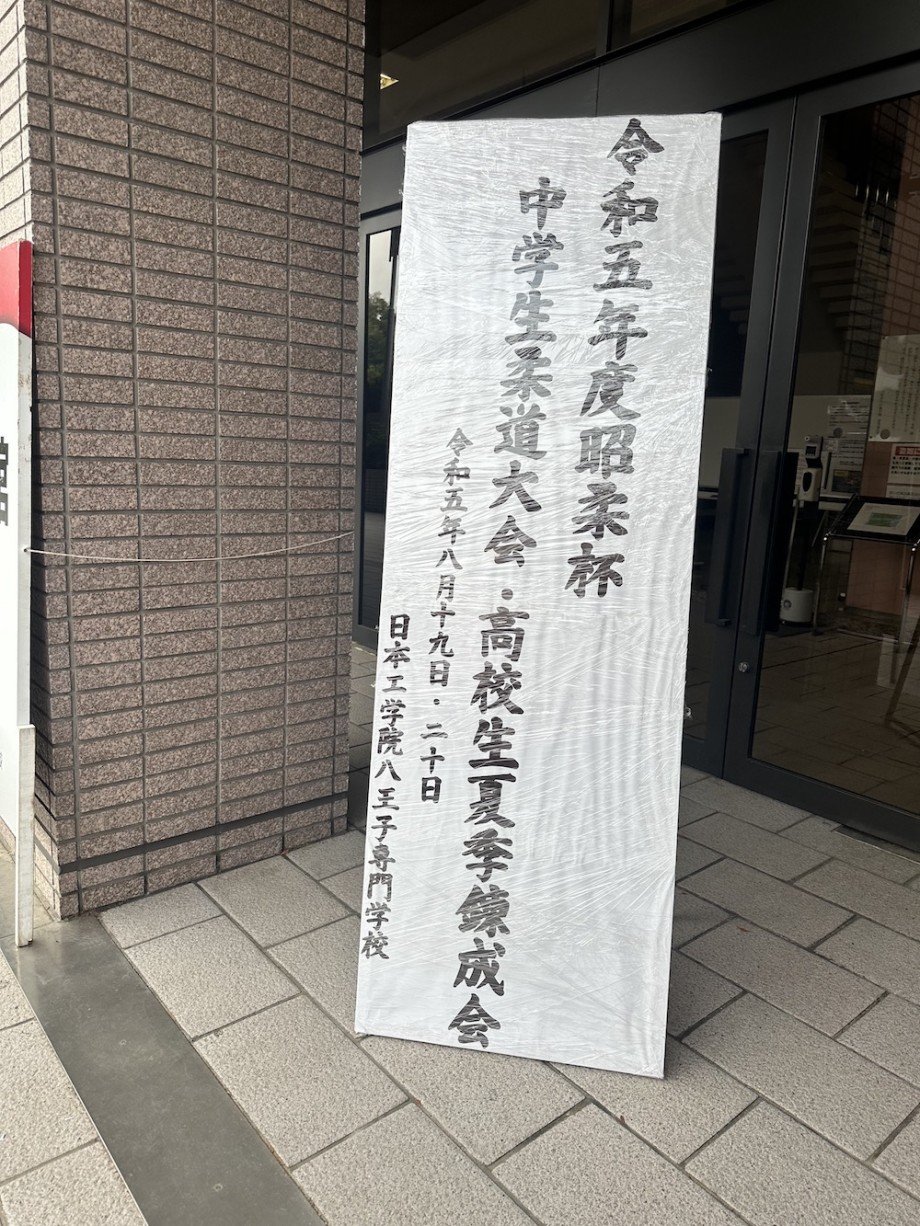 令和五年度昭柔杯
中学生柔道大会・高校生夏季錬成会
令和五年八月十九日・二十日
日本工学院八王子専門学校